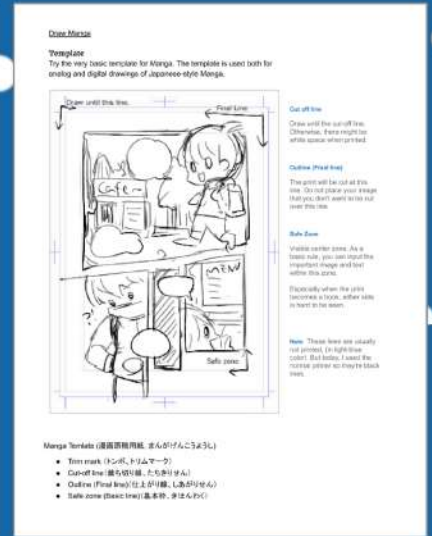 Draw Manga
Template
Try the very basic template for Manga. The template is used both for
analog and digital drawings of Japanese-style Manga.
Draw until this line.
Final Line
Cafe
MENU
?!
Safe zone
Cut off line
Draw until the cut-off line.
Otherwise, there might be
white space when printed.
Outline (Final line)
The print will be cut at this
line. Do not place your image
that you don't want to be cut
over this line.
Safe Zone
Visible center zone. As a
basic rule, you can input the
important image and text
within this zone.
Especially when the print
becomes a book, either side
is hard to be seen.
Note: These lines are usually
not printed, (in light-blue
color). But today, I used the
normal printer so they're black
lines.
Manga Temlate (漫画原稿用紙, まんがげんこうようし)
Trim mark (トンボ、トリムマーク)
Cut-off line (裁ち切り線、たちきりせん)
Outline (Final line) (仕上がり線、しあがりせん)
Safe zone (Basic line) (基本枠、きほんわく)